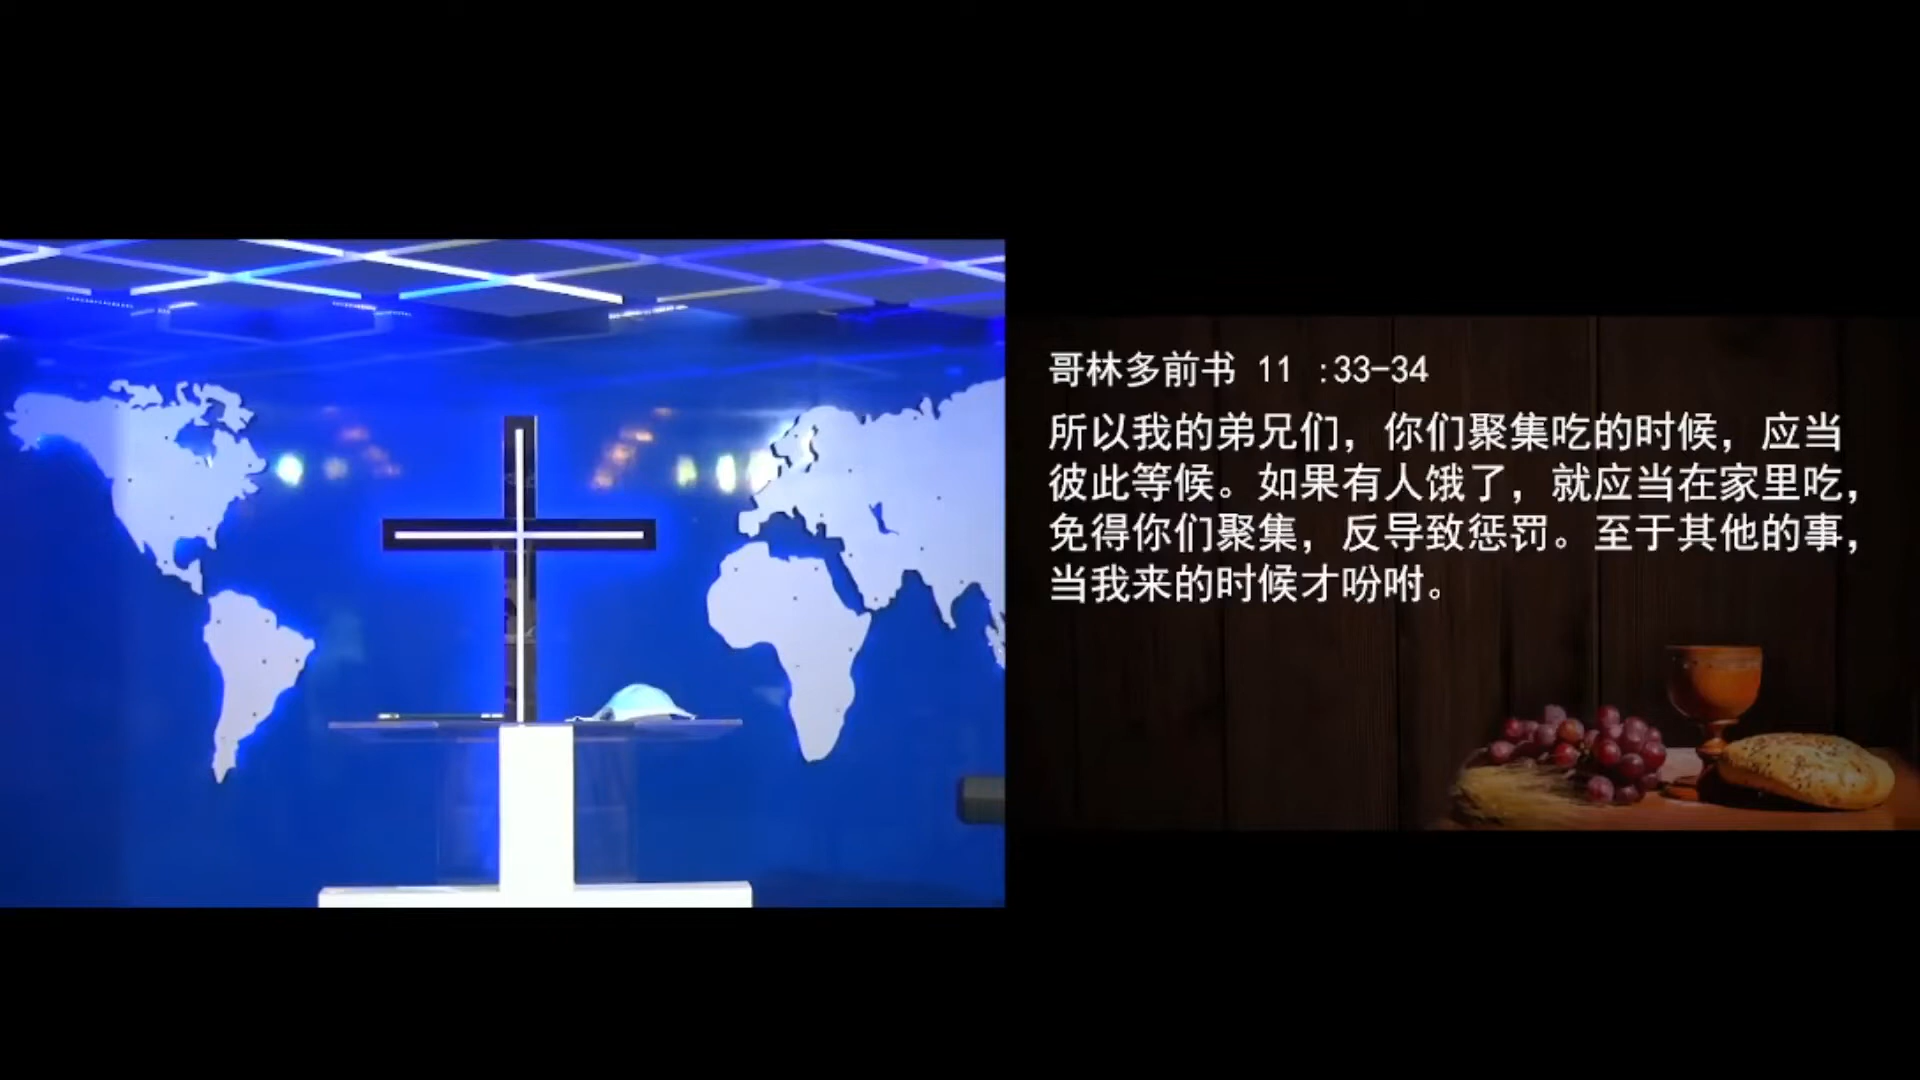 哥林多前书 11 :33-34
所以我的弟兄们，你们聚集吃的时候，应当
彼此等候。如果有人饿了，就应当在家里吃，
免得你们聚集，反导致惩罚。至于其他的事，
当我来的时候才吩咐。